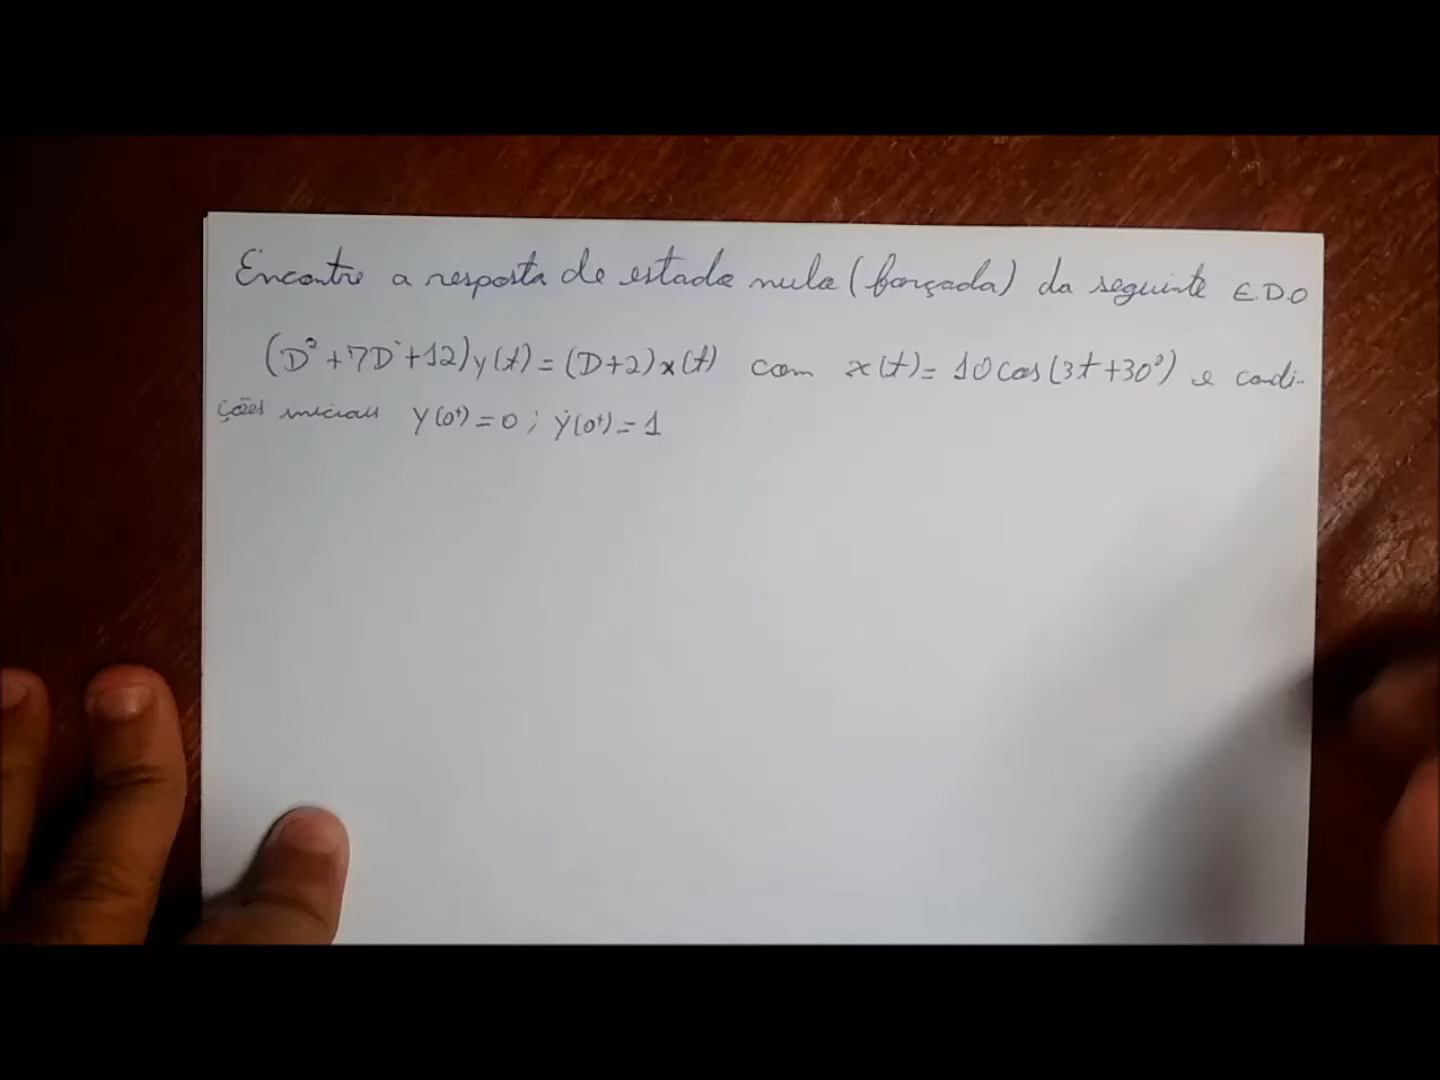 Encontre a resposta de estado nulo (forçada) da seguinte E.D.O
(D² + 7D + 12) y(t) = (D+2) x(t) com x(t) = 10 cos(3t + 30°) e condi-
ções iniciais y(0⁺) = 0 ; ẏ(0⁺) = 1